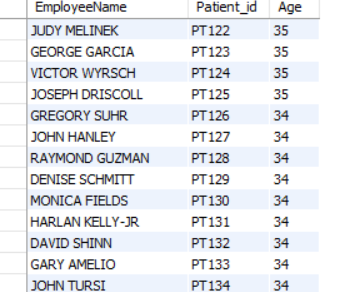 EmployeeName Patient_id Age
JUDY MELINEK PT122 35
GEORGE GARCIA PT123 35
VICTOR WYRSCH PT124 35
JOSEPH DRISCOLL PT125 35
GREGORY SUHR PT126 34
JOHN HANLEY PT127 34
RAYMOND GUZMAN PT128 34
DENISE SCHMITT PT129 34
MONICA FIELDS PT130 34
HARLAN KELLY-JR PT131 34
DAVID SHINN PT132 34
GARY AMELIO PT133 34
JOHN TURSI PT134 34